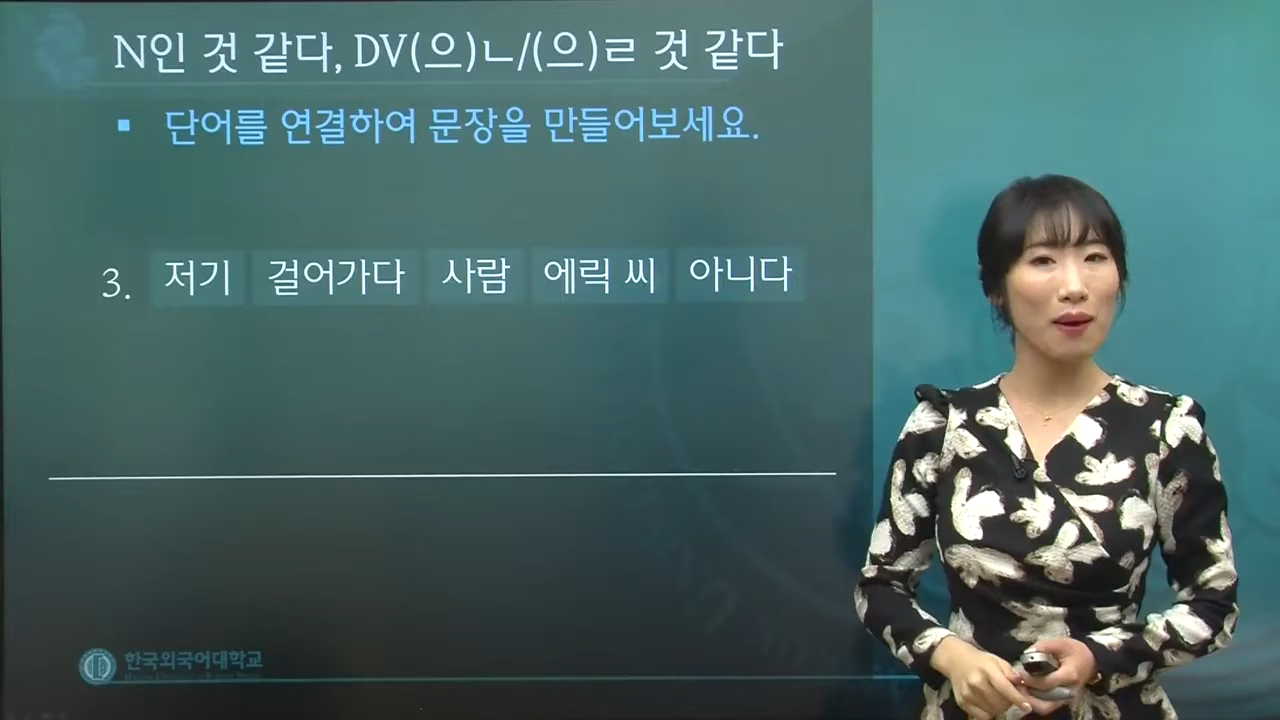 N인 것 같다, DV(으)ㄴ/(으)ㄹ 것 같다
▪ 단어를 연결하여 문장을 만들어보세요.
3. 저기 걸어가다 사람 에릭 씨 아니다
한국외국어대학교